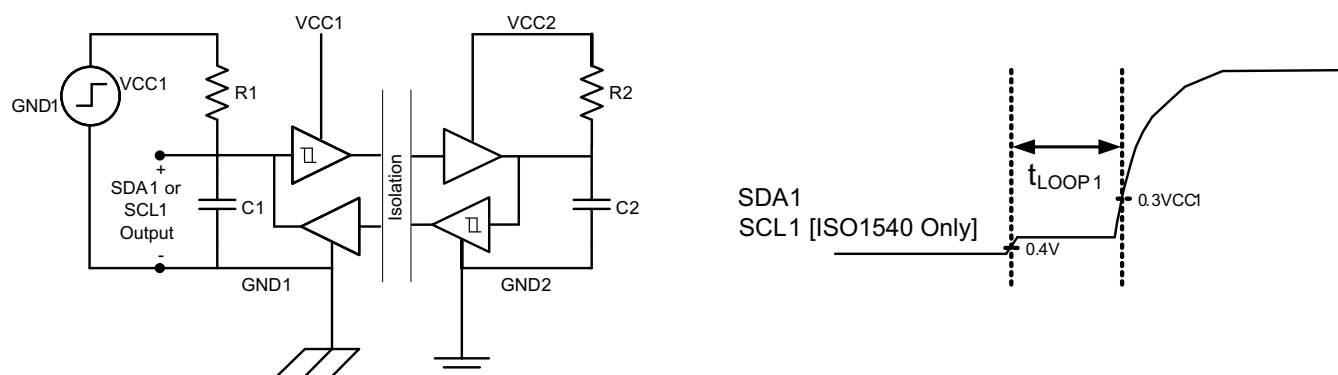 VCC1
VCC2
VCC1
GND1
R1
R2
+
SDA1 or
SCL1
Output
-
C1
Isolation
C2
GND1
GND2
tLOOP1
SDA1
SCL1 [ISO1540 Only]
0.3VCC1
0.4V